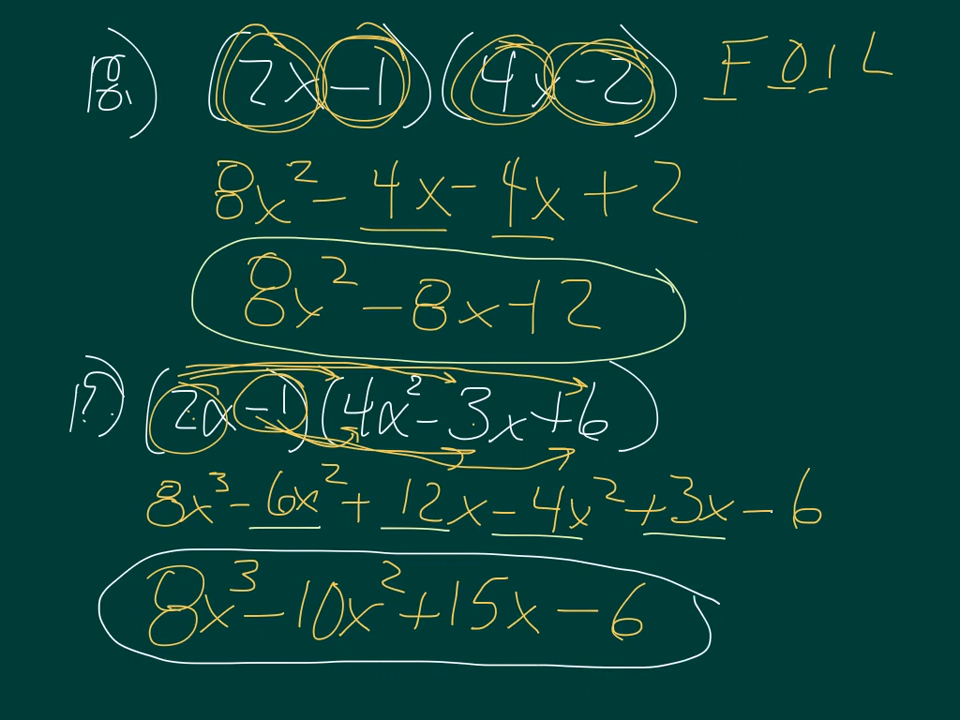 18.) (2x-1)(4x-2) FOIL
8x² - 4x - 4x + 2
8x² - 8x + 2
19.) (2x-1)(4x² - 3x + 6)
8x³ - 6x² + 12x - 4x² + 3x - 6
8x³ - 10x² + 15x - 6